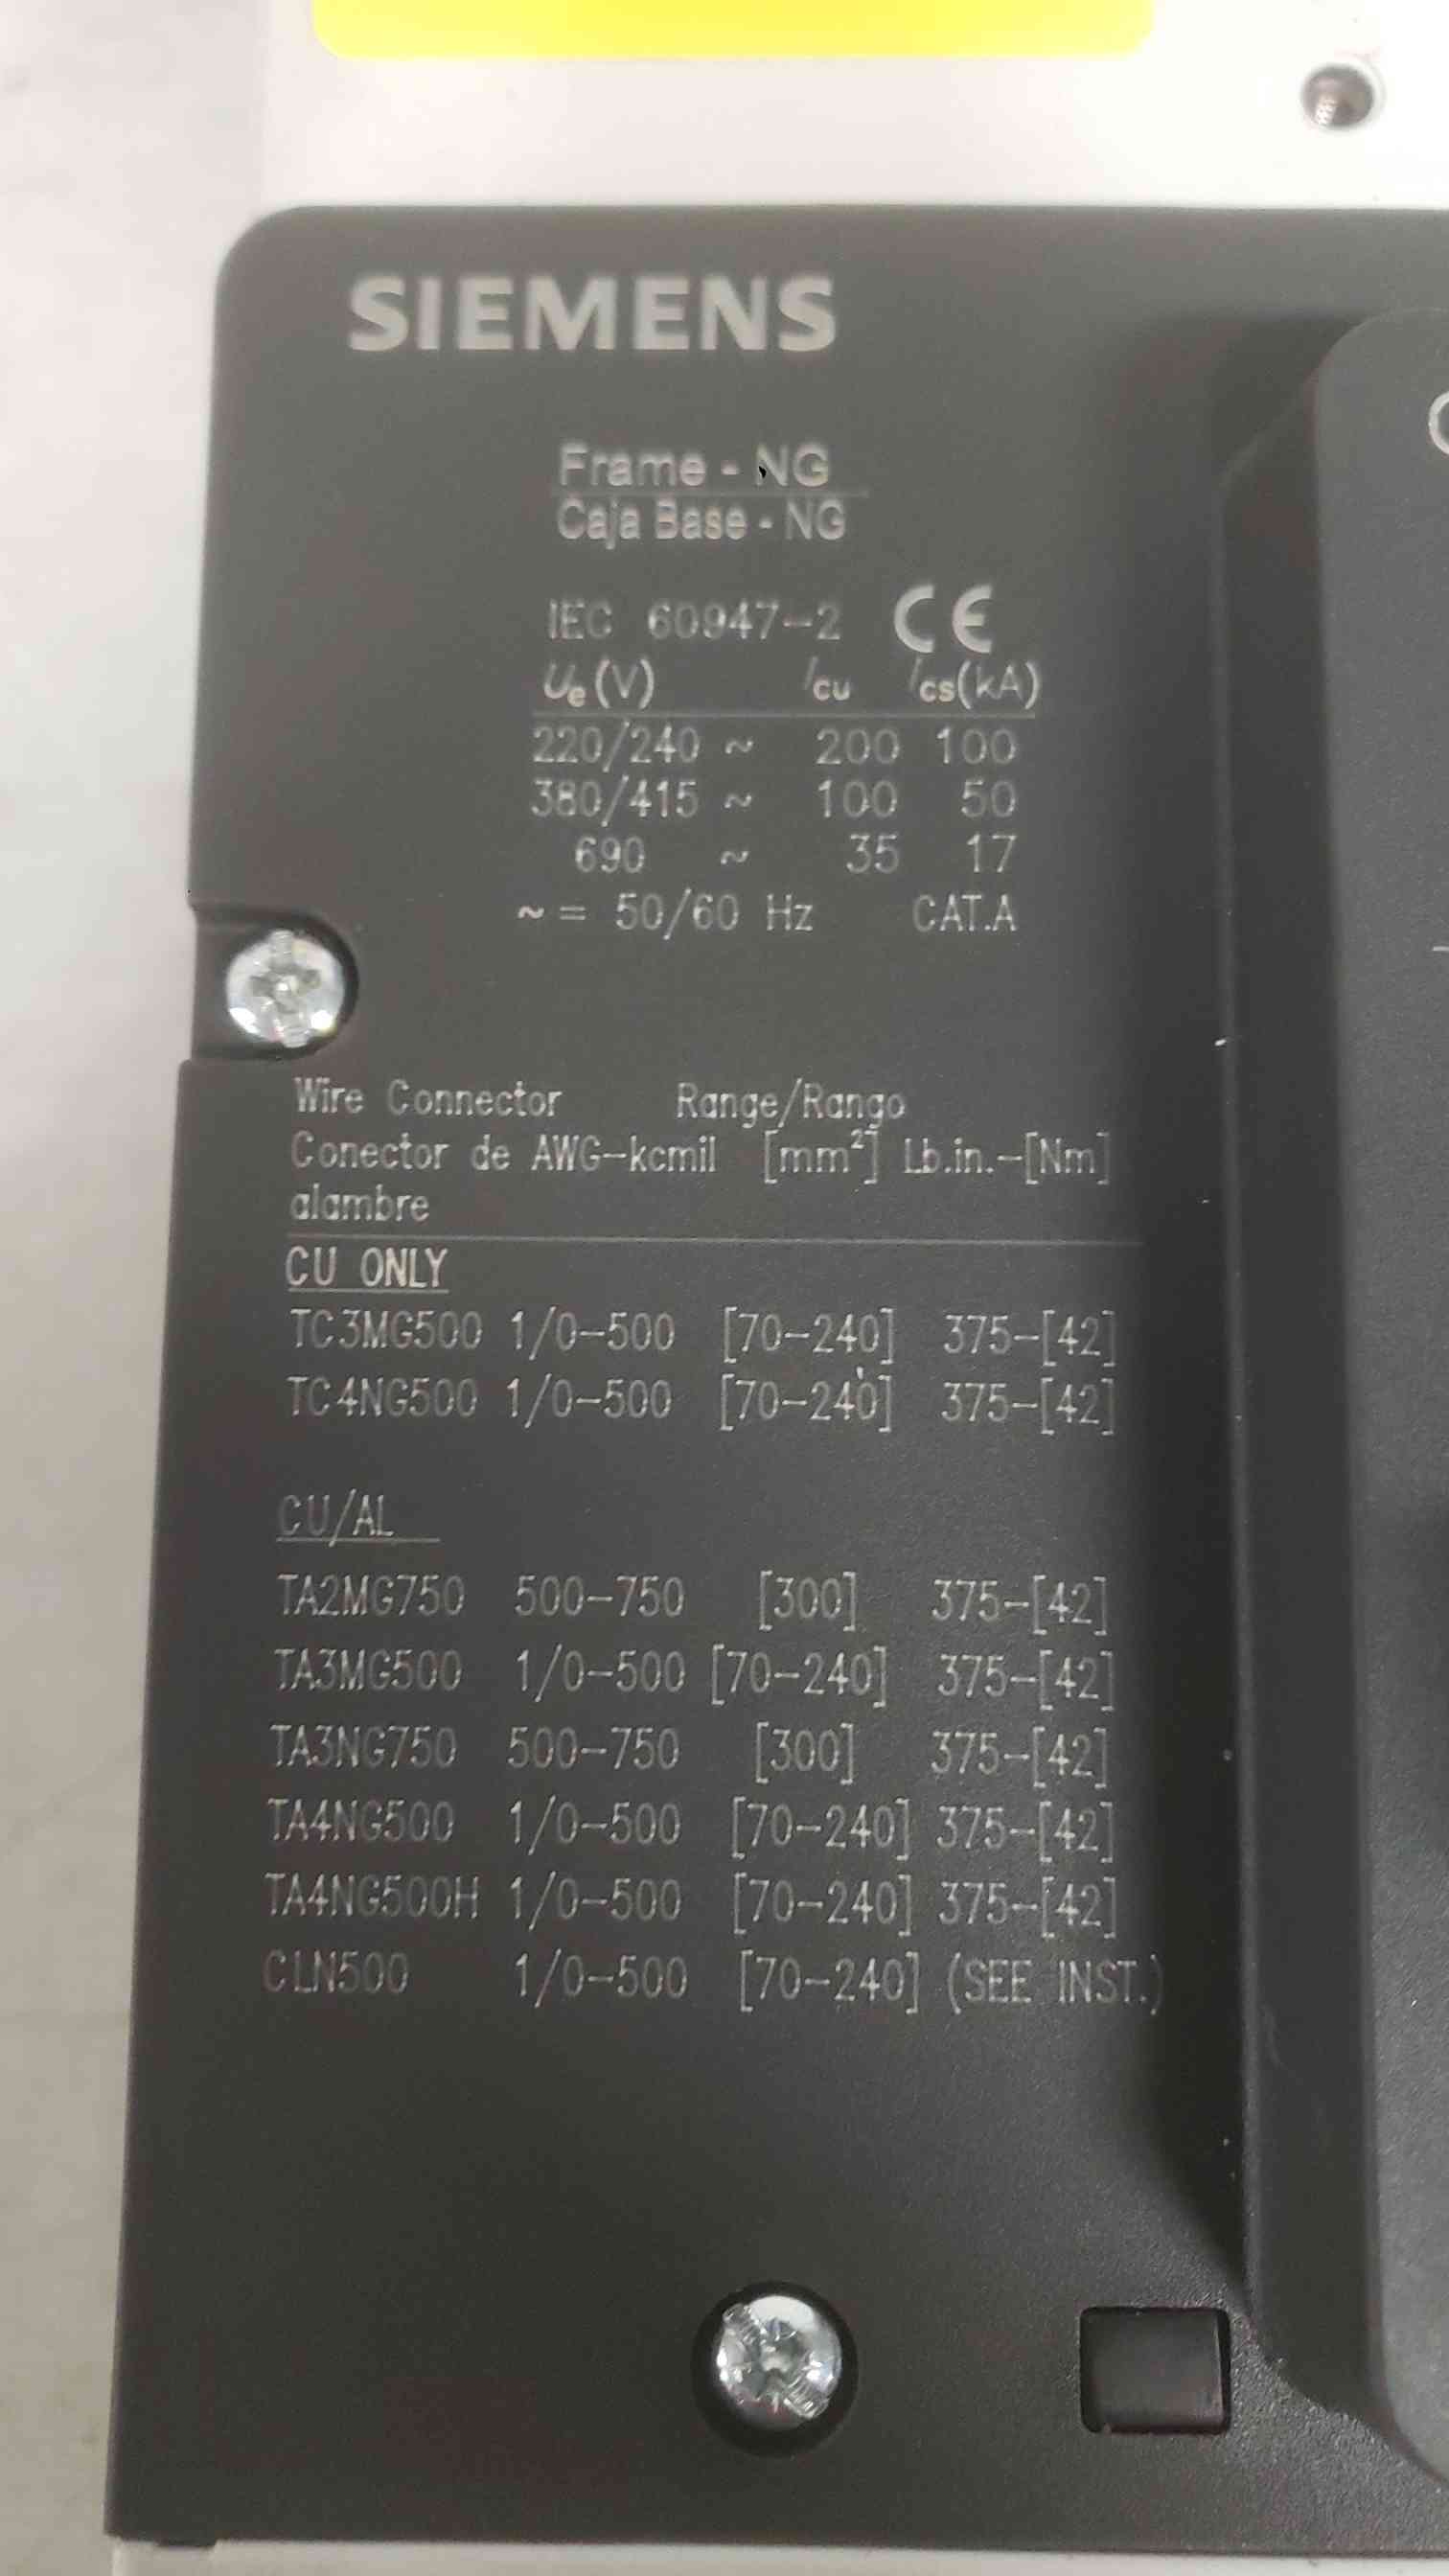 SIEMENS
Frame - NG
Caja Base - NG
IEC 60947-2 CE
Ue (V) Icu Ics(kA)
220/240 ~ 200 100
380/415 ~ 100 50
690 ~ 35 17
~ = 50/60 Hz CAT.A
Wire Connector Range/Rango
Conector de AWG-kcmil [mm²] Lb.in.-[Nm]
alambre
CU ONLY
TC3MG500 1/0-500 [70-240] 375-[42]
TC4NG500 1/0-500 [70-240] 375-[42]
CU/AL
TA2MG750 500-750 [300] 375-[42]
TA3MG500 1/0-500 [70-240] 375-[42]
TA3NG750 500-750 [300] 375-[42]
TA4NG500 1/0-500 [70-240] 375-[42]
TA4NG500H 1/0-500 [70-240] 375-[42]
CLN500 1/0-500 [70-240] (SEE INST.)